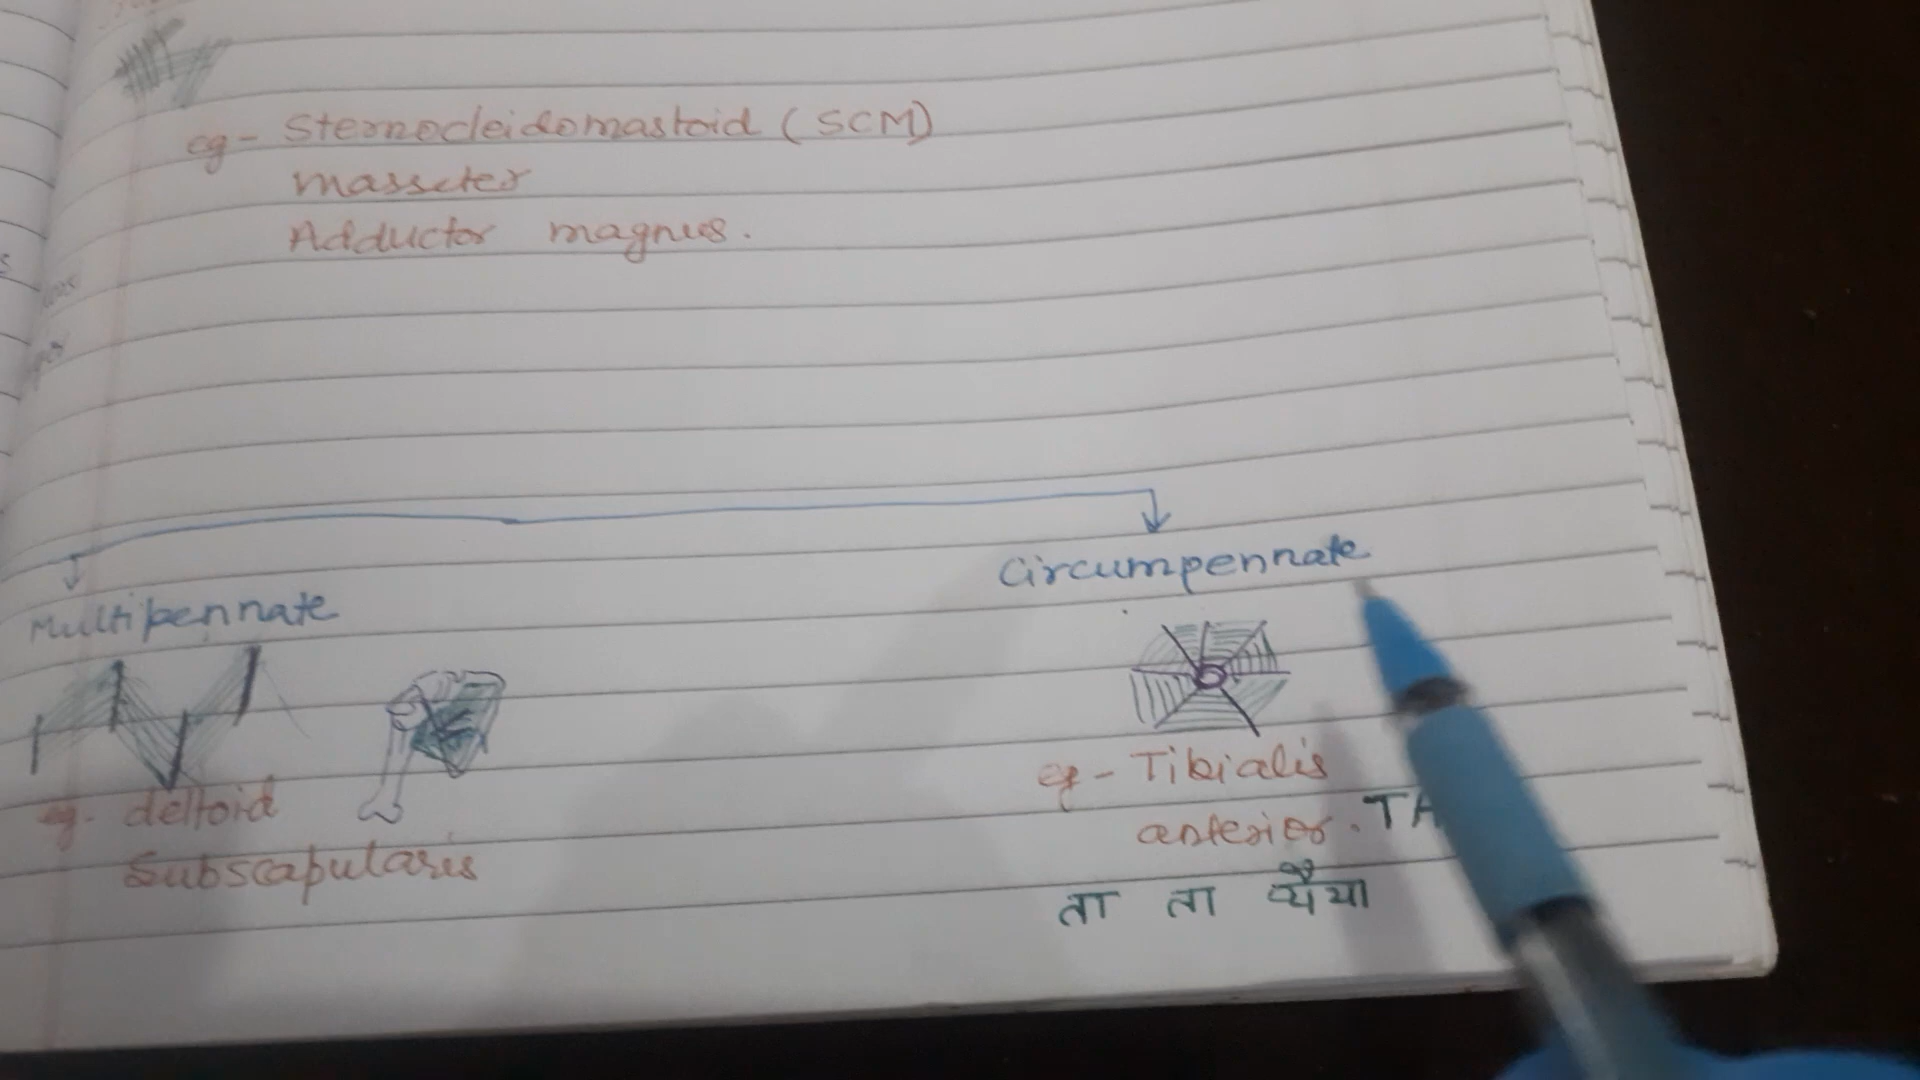 eg- Sternocleidomastoid (SCM)
masseter
Adductor magnus.
Circumpennate
Multipennate
eg- Tibialis
anterior. TA
eg- deltoid
Subscapularis
ता ता थैया